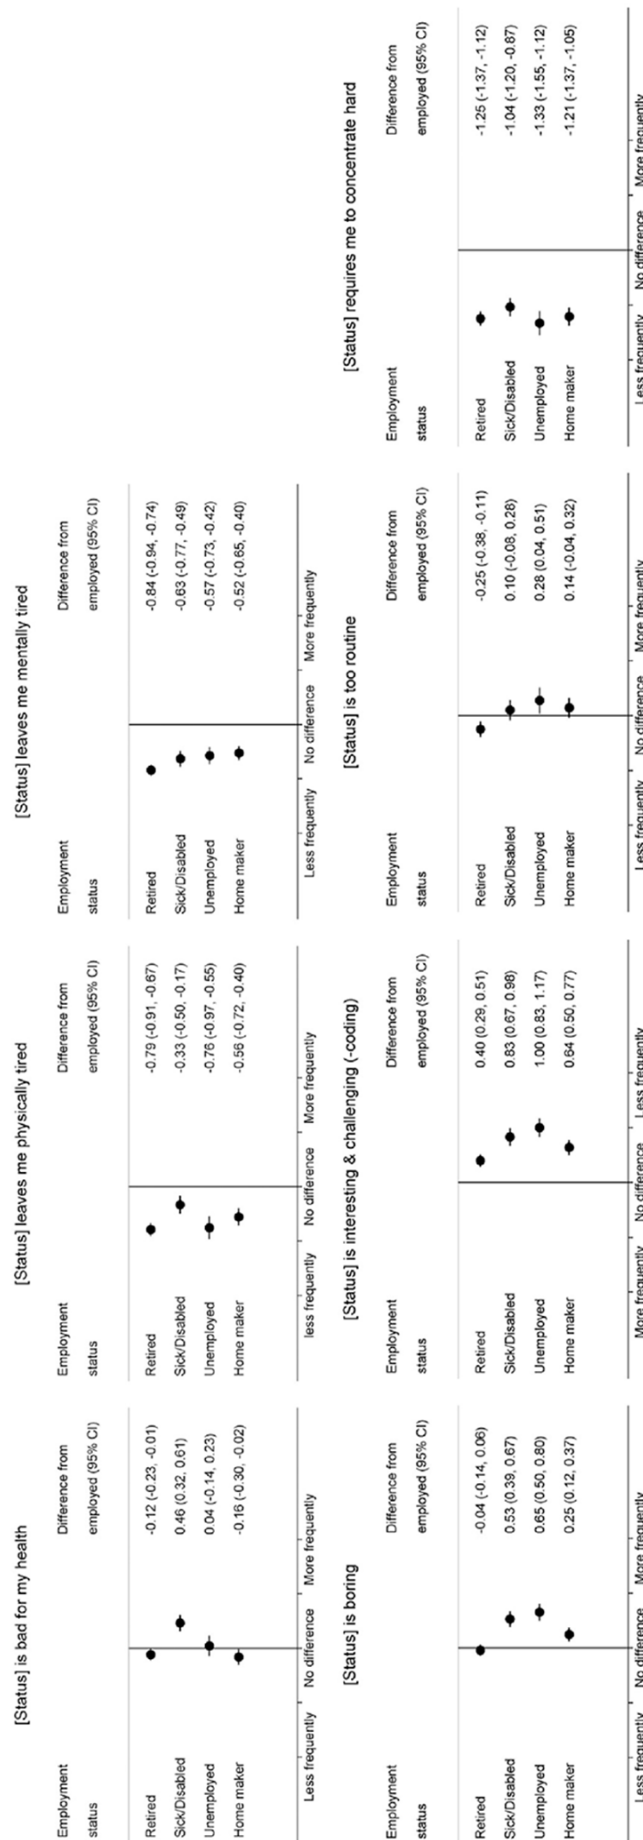 [Status] is bad for my health
Employment
status
Difference from
employed (95% CI)
Retired
-0.12 (-0.23, -0.01)
Sick/Disabled
0.46 (0.32, 0.61)
Unemployed
0.04 (-0.14, 0.23)
Home maker
-0.16 (-0.30, -0.02)
Less frequently No difference More frequently
[Status] leaves me physically tired
Employment
status
Difference from
employed (95% CI)
Retired
-0.79 (-0.91, -0.67)
Sick/Disabled
-0.33 (-0.50, -0.17)
Unemployed
-0.76 (-0.97, -0.55)
Home maker
-0.56 (-0.72, -0.40)
less frequently No difference More frequently
[Status] leaves me mentally tired
Employment
status
Difference from
employed (95% CI)
Retired
-0.84 (-0.94, -0.74)
Sick/Disabled
-0.63 (-0.77, -0.49)
Unemployed
-0.57 (-0.73, -0.42)
Home maker
-0.52 (-0.65, -0.40)
Less frequently No difference More frequently
[Status] is boring
Employment
status
Difference from
employed (95% CI)
Retired
-0.04 (-0.14, 0.06)
Sick/Disabled
0.53 (0.39, 0.67)
Unemployed
0.65 (0.50, 0.80)
Home maker
0.25 (0.12, 0.37)
Less frequently No difference More frequently
[Status] is interesting & challenging (-coding)
Employment
status
Difference from
employed (95% CI)
Retired
0.40 (0.29, 0.51)
Sick/Disabled
0.83 (0.67, 0.98)
Unemployed
1.00 (0.83, 1.17)
Home maker
0.64 (0.50, 0.77)
More frequently No difference Less frequently
[Status] is too routine
Employment
status
Difference from
employed (95% CI)
Retired
-0.25 (-0.38, -0.11)
Sick/Disabled
0.10 (-0.08, 0.28)
Unemployed
0.28 (0.04, 0.51)
Home maker
0.14 (-0.04, 0.32)
Less frequently No difference More frequently
[Status] requires me to concentrate hard
Employment
status
Difference from
employed (95% CI)
Retired
-1.25 (-1.37, -1.12)
Sick/Disabled
-1.04 (-1.20, -0.87)
Unemployed
-1.33 (-1.55, -1.12)
Home maker
-1.21 (-1.37, -1.05)
Less frequently No difference More frequently